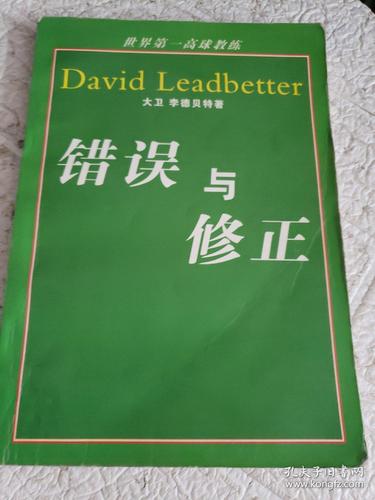 世界第一高球教练
David Leadbetter
大卫 李德贝特著
错误
与
修正
孔夫子旧书网